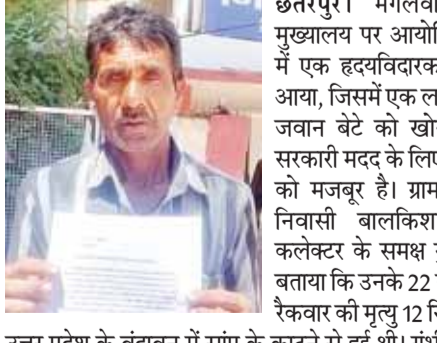 छतरपुर। मंगलवा
मुख्यालय पर आयोि
में एक हृदयविदारक
आया, जिसमें एक ल
जवान बेटे को खो
सरकारी मदद के लिए
को मजबूर है। ग्राम
निवासी बालकिश
कलेक्टर के समक्ष
बताया कि उनके 22
रैकवार की मृत्यु 12 सि
उत्तर प्रदेश के वृंदावन में सांप के काटने से हुई थी। गंभ